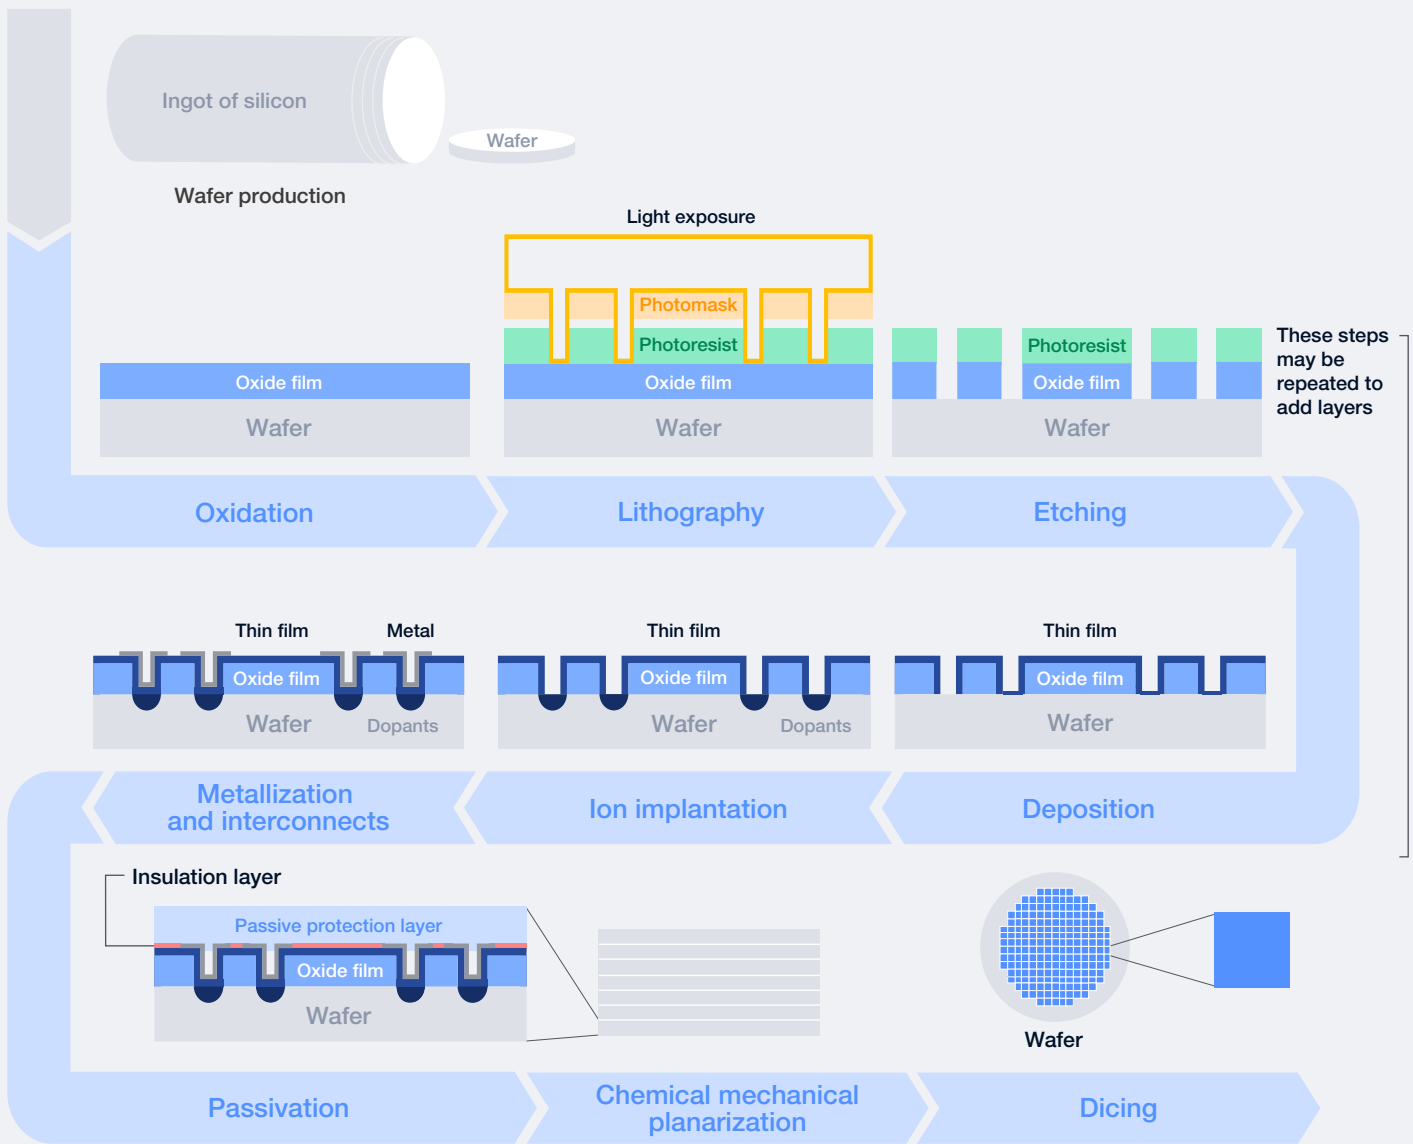 Ingot of silicon
Wafer
Wafer production
Light exposure
Photomask
Photoresist
Oxide film
Wafer
Oxide film
Wafer
Photoresist
Oxide film
Wafer
These steps
may be
repeated to
add layers
Oxidation
Lithography
Etching
Thin film
Metal
Oxide film
Wafer
Dopants
Thin film
Oxide film
Wafer
Dopants
Thin film
Oxide film
Wafer
Metallization
and interconnects
Ion implantation
Deposition
Insulation layer
Passive protection layer
Oxide film
Wafer
Wafer
Passivation
Chemical mechanical
planarization
Dicing